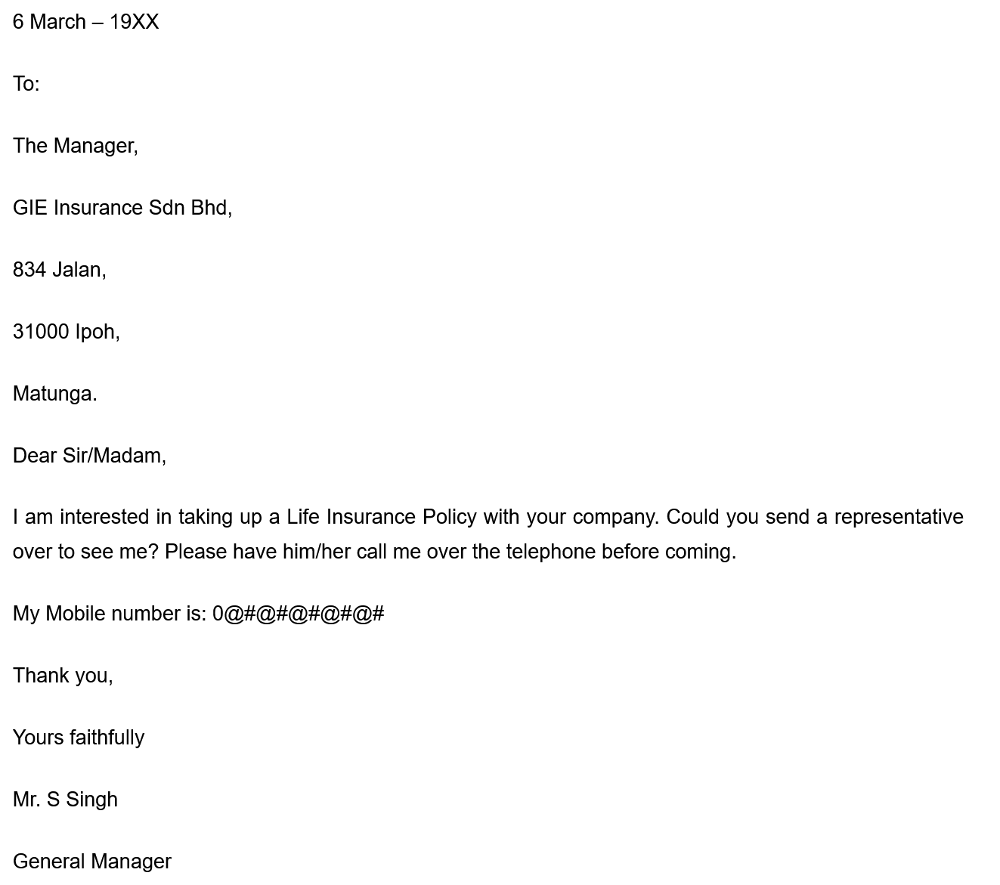 6 March – 19XX
To:
The Manager,
GIE Insurance Sdn Bhd,
834 Jalan,
31000 Ipoh,
Matunga.
Dear Sir/Madam,
I am interested in taking up a Life Insurance Policy with your company. Could you send a representative
over to see me? Please have him/her call me over the telephone before coming.
My Mobile number is: 0@#@#@#@#@#
Thank you,
Yours faithfully
Mr. S Singh
General Manager